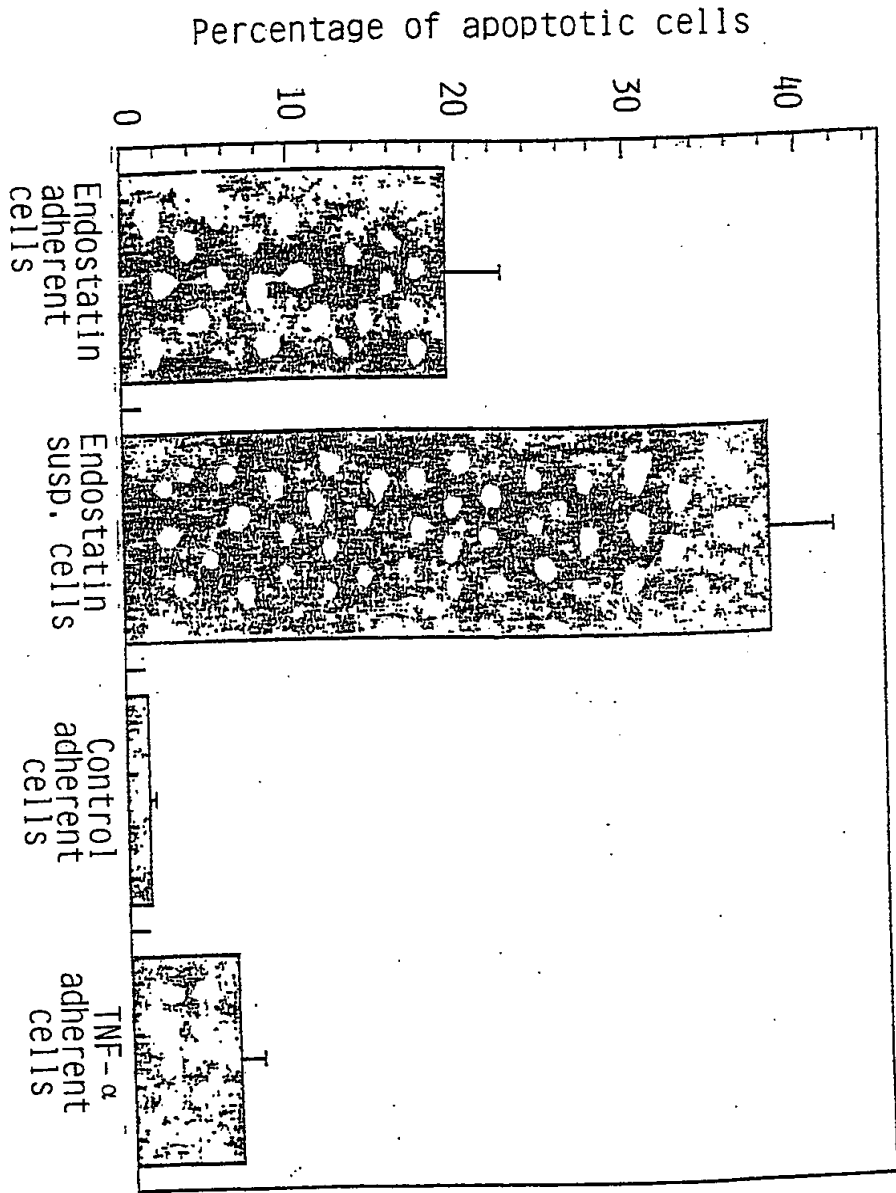 Percentage of apoptotic cells
0
10
20
30
40
Endostatin
adherent
cells
Endostatin
susp. cells
Control
adherent
cells
TNF-α
adherent
cells